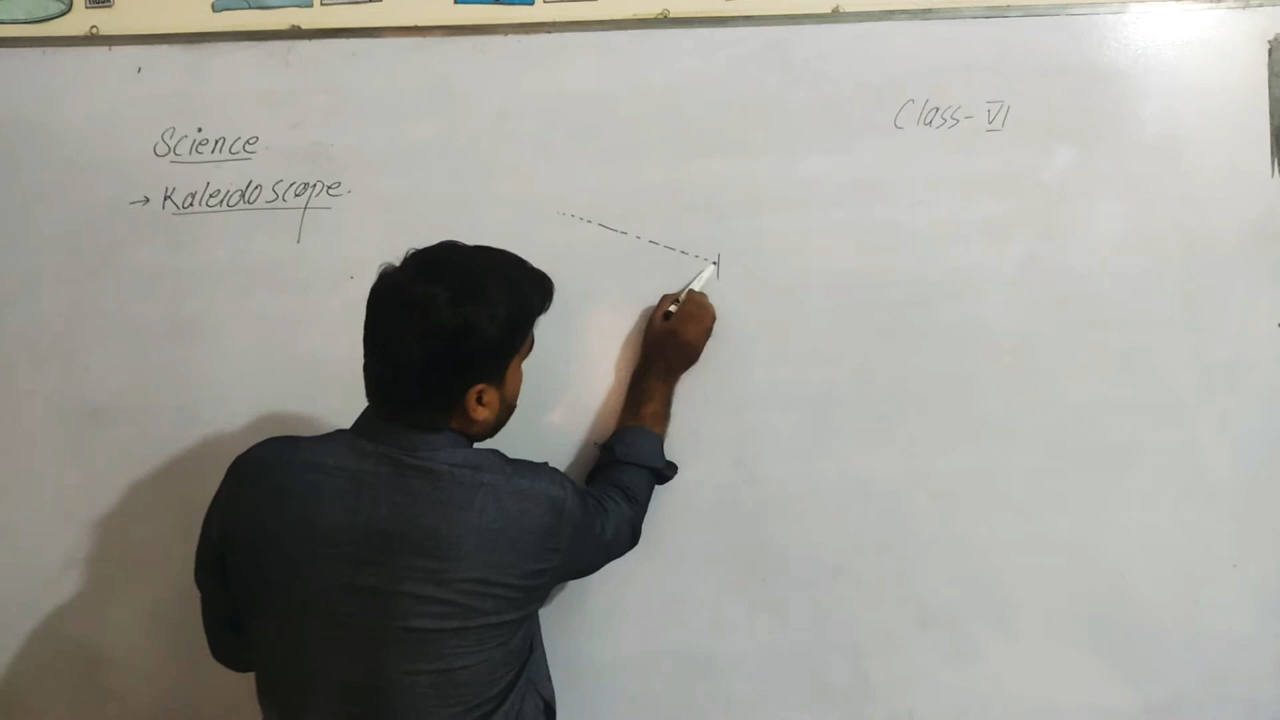 Science
Class-VI
→ Kaleidoscope.